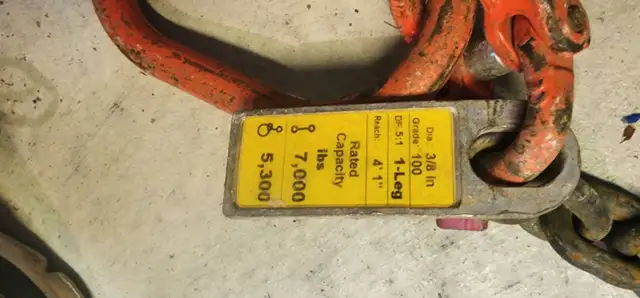 Dia. 3/8 in
Grade 100
DF. 5:1 1-Leg
Reach: 4' 1"
Rated
Capacity
lbs
7,000
5,300